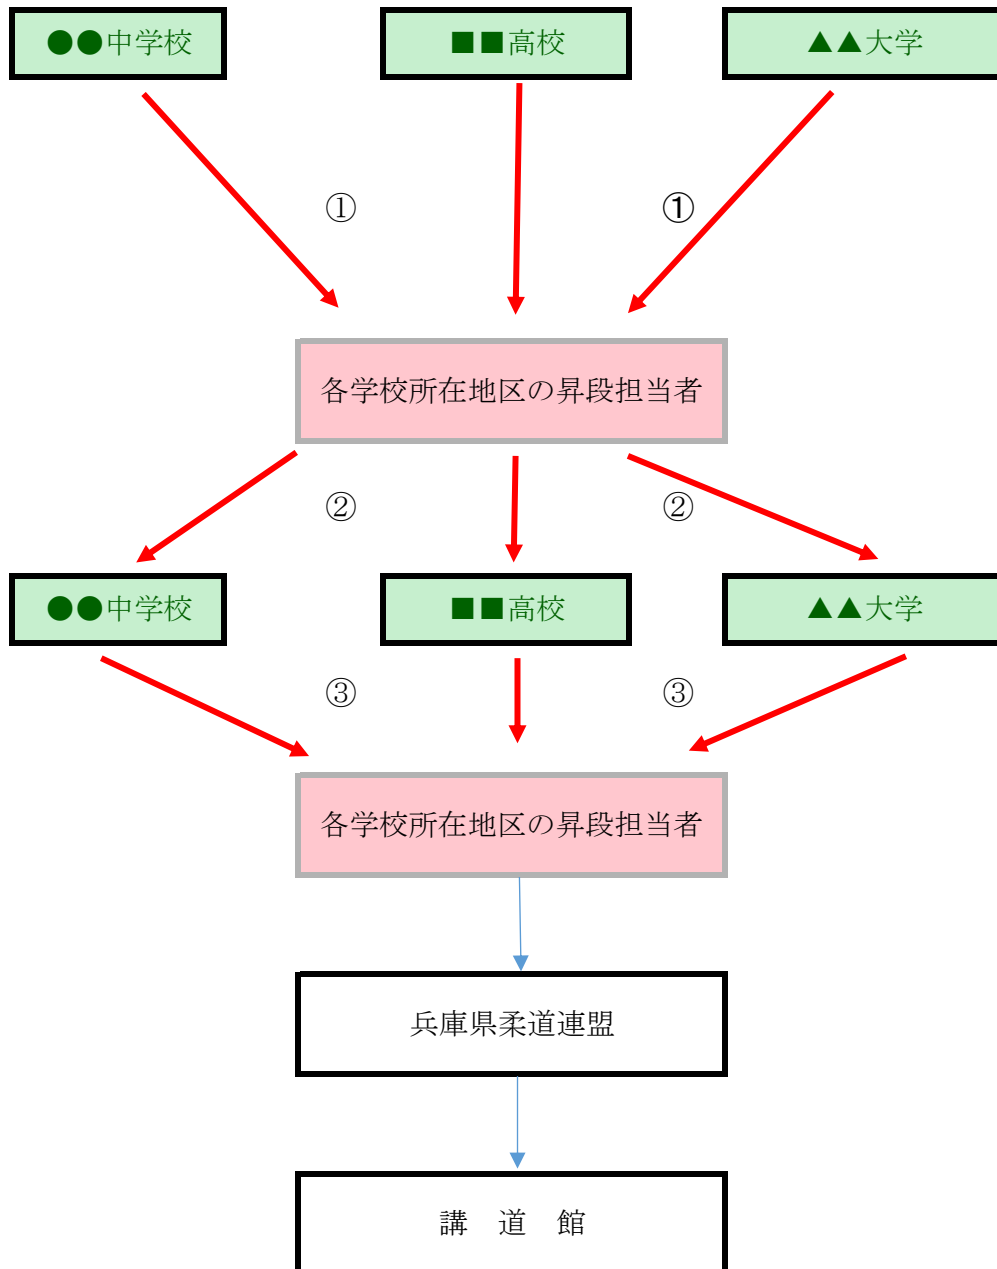 ●●中学校
■■高校
▲▲大学
①
①
各学校所在地区の昇段担当者
②
②
●●中学校
■■高校
▲▲大学
③
③
各学校所在地区の昇段担当者
兵庫県柔道連盟
講　道　館